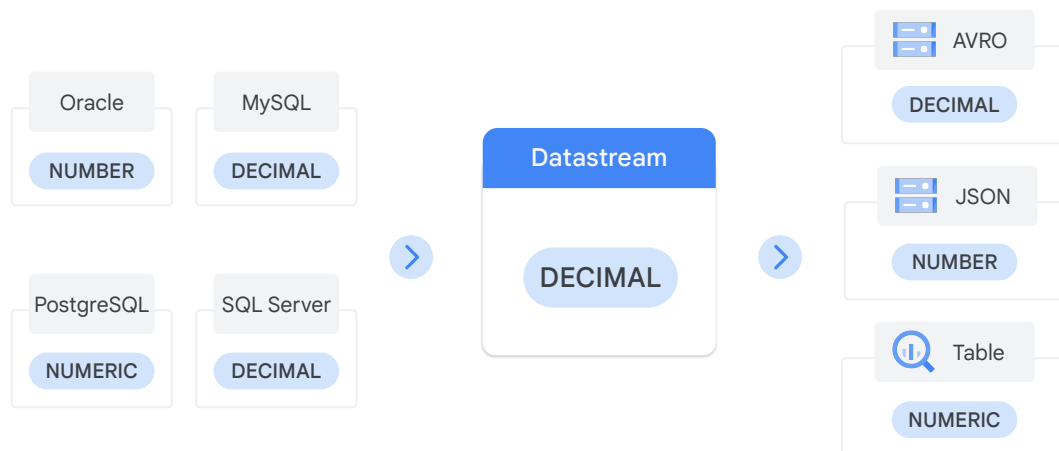 Oracle
NUMBER
MySQL
DECIMAL
PostgreSQL
NUMERIC
SQL Server
DECIMAL
Datastream
DECIMAL
AVRO
DECIMAL
JSON
NUMBER
Table
NUMERIC